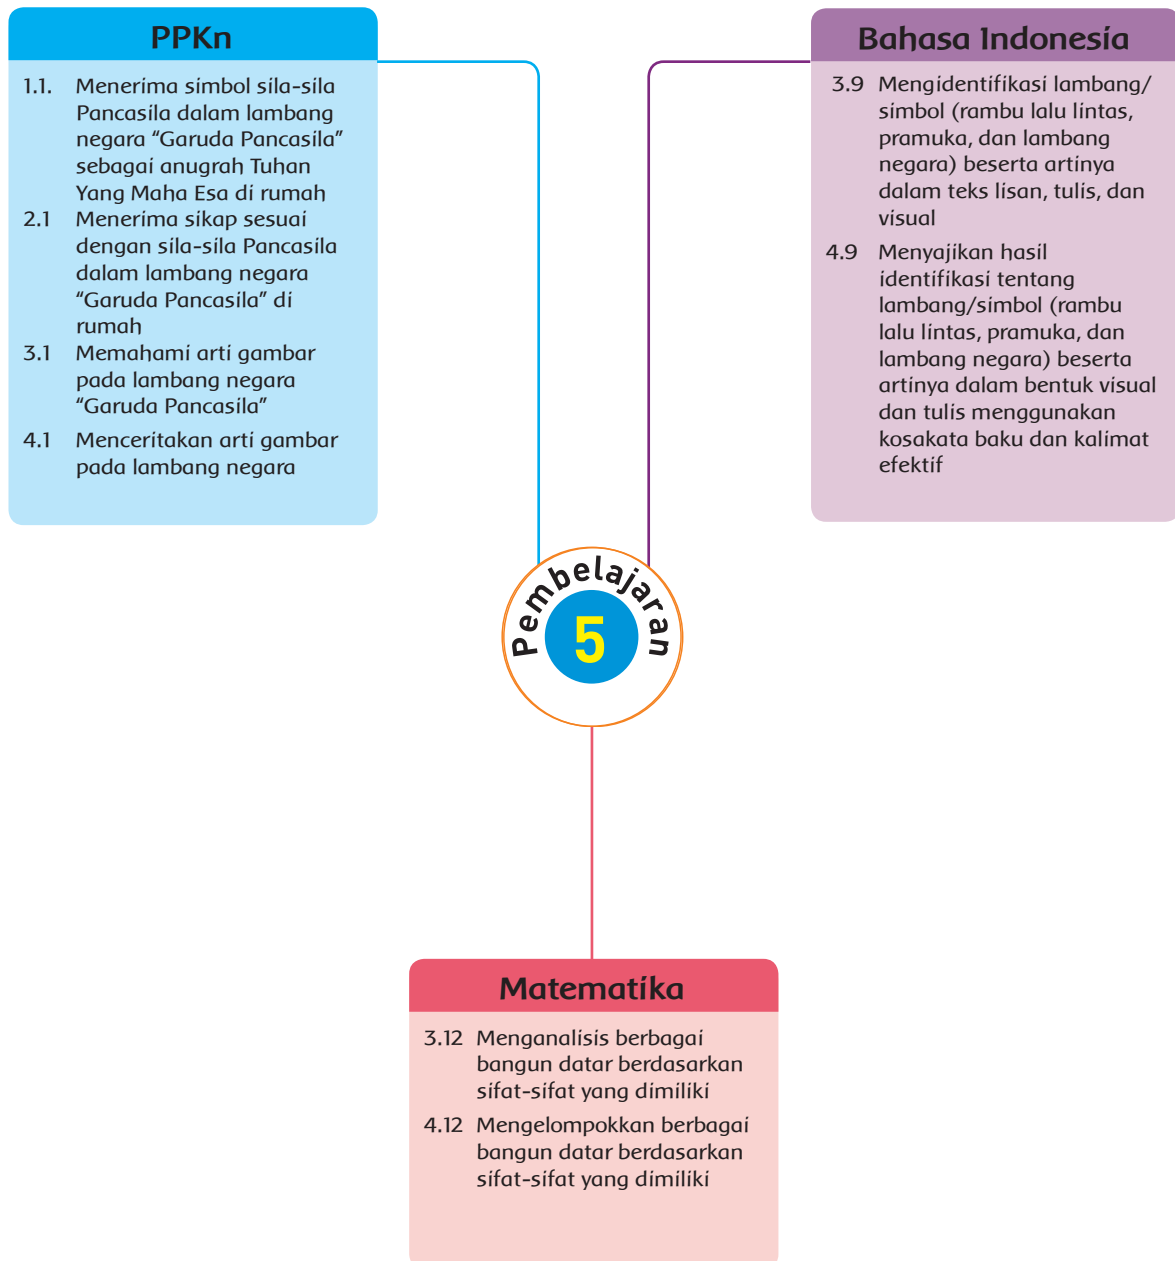 PPKn
1.1. Menerima simbol sila-sila
Pancasila dalam lambang
negara “Garuda Pancasila”
sebagai anugrah Tuhan
Yang Maha Esa di rumah
2.1 Menerima sikap sesuai
dengan sila-sila Pancasila
dalam lambang negara
“Garuda Pancasila” di
rumah
3.1 Memahami arti gambar
pada lambang negara
“Garuda Pancasila”
4.1 Menceritakan arti gambar
pada lambang negara
Bahasa Indonesia
3.9 Mengidentifikasi lambang/
simbol (rambu lalu lintas,
pramuka, dan lambang
negara) beserta artinya
dalam teks lisan, tulis, dan
visual
4.9 Menyajikan hasil
identifikasi tentang
lambang/simbol (rambu
lalu lintas, pramuka, dan
lambang negara) beserta
artinya dalam bentuk visual
dan tulis menggunakan
kosakata baku dan kalimat
efektif
Pembelajaran
5
Matematika
3.12 Menganalisis berbagai
bangun datar berdasarkan
sifat-sifat yang dimiliki
4.12 Mengelompokkan berbagai
bangun datar berdasarkan
sifat-sifat yang dimiliki